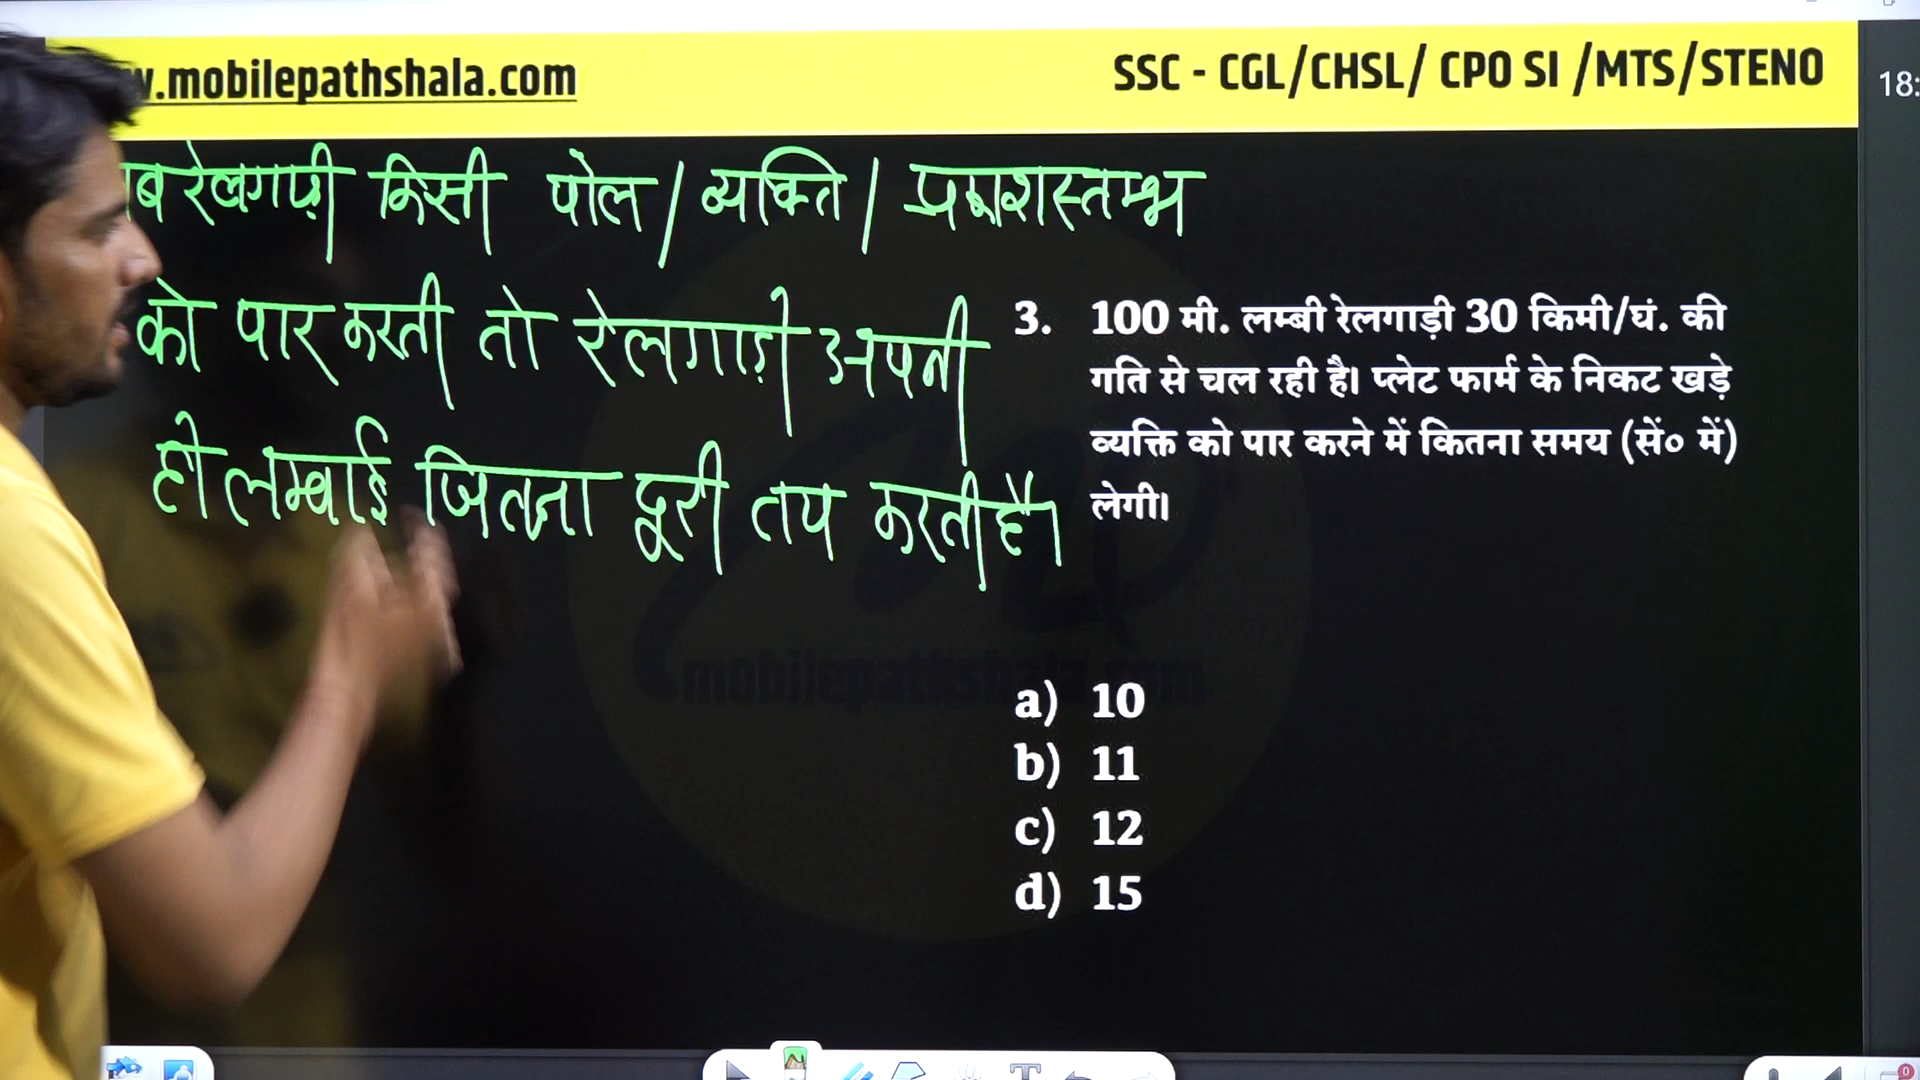 w.mobilepathshala.com
SSC - CGL/CHSL/ CPO SI /MTS/STENO
18:
ब रेलगाड़ी किसी पोल / व्यक्ति / प्रकाशस्तम्भ
को पार करती तो रेलगाड़ी अपनी
ही लम्बाई जितना दूरी तय करती है।
3. 100 मी. लम्बी रेलगाड़ी 30 किमी/घं. की
गति से चल रही है। प्लेट फार्म के निकट खड़े
व्यक्ति को पार करने में कितना समय (सें० में)
लेगी।
mobilepathshala.com
a) 10
b) 11
c) 12
d) 15